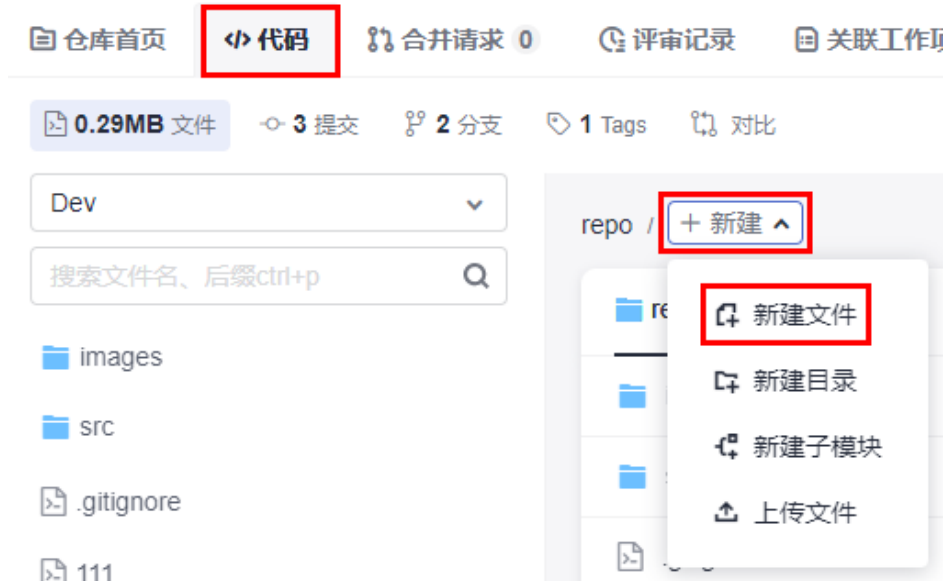 仓库首页 代码 合并请求 0 评审记录 关联工作项
0.29MB 文件 3 提交 2 分支 1 Tags 对比
Dev
搜索文件名、后缀ctrl+p
images
src
.gitignore
111
repo / + 新建
新建文件
新建目录
新建子模块
上传文件